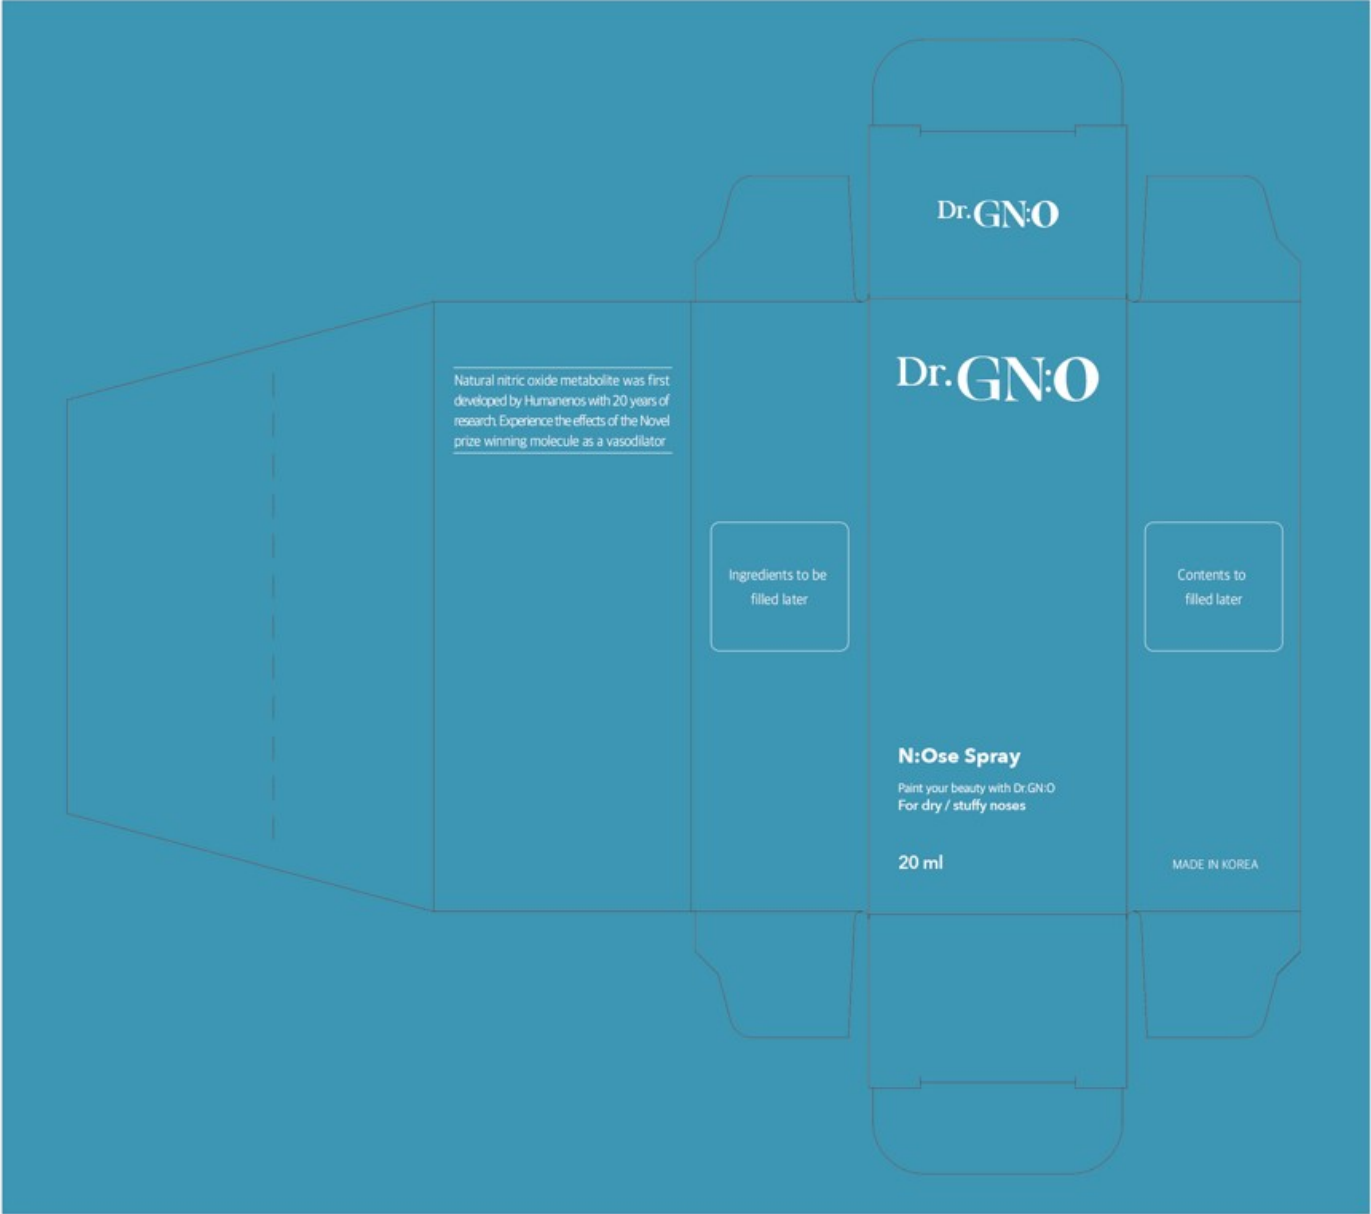 Dr.GN:O
Dr.GN:O
Natural nitric oxide metabolite was first
developed by Humanenos with 20 years of
research. Experience the effects of the Novel
prize winning molecule as a vasodilator
Ingredients to be
filled later
Contents to
filled later
N:Ose Spray
Paint your beauty with Dr.GN:O
For dry / stuffy noses
20 ml
MADE IN KOREA